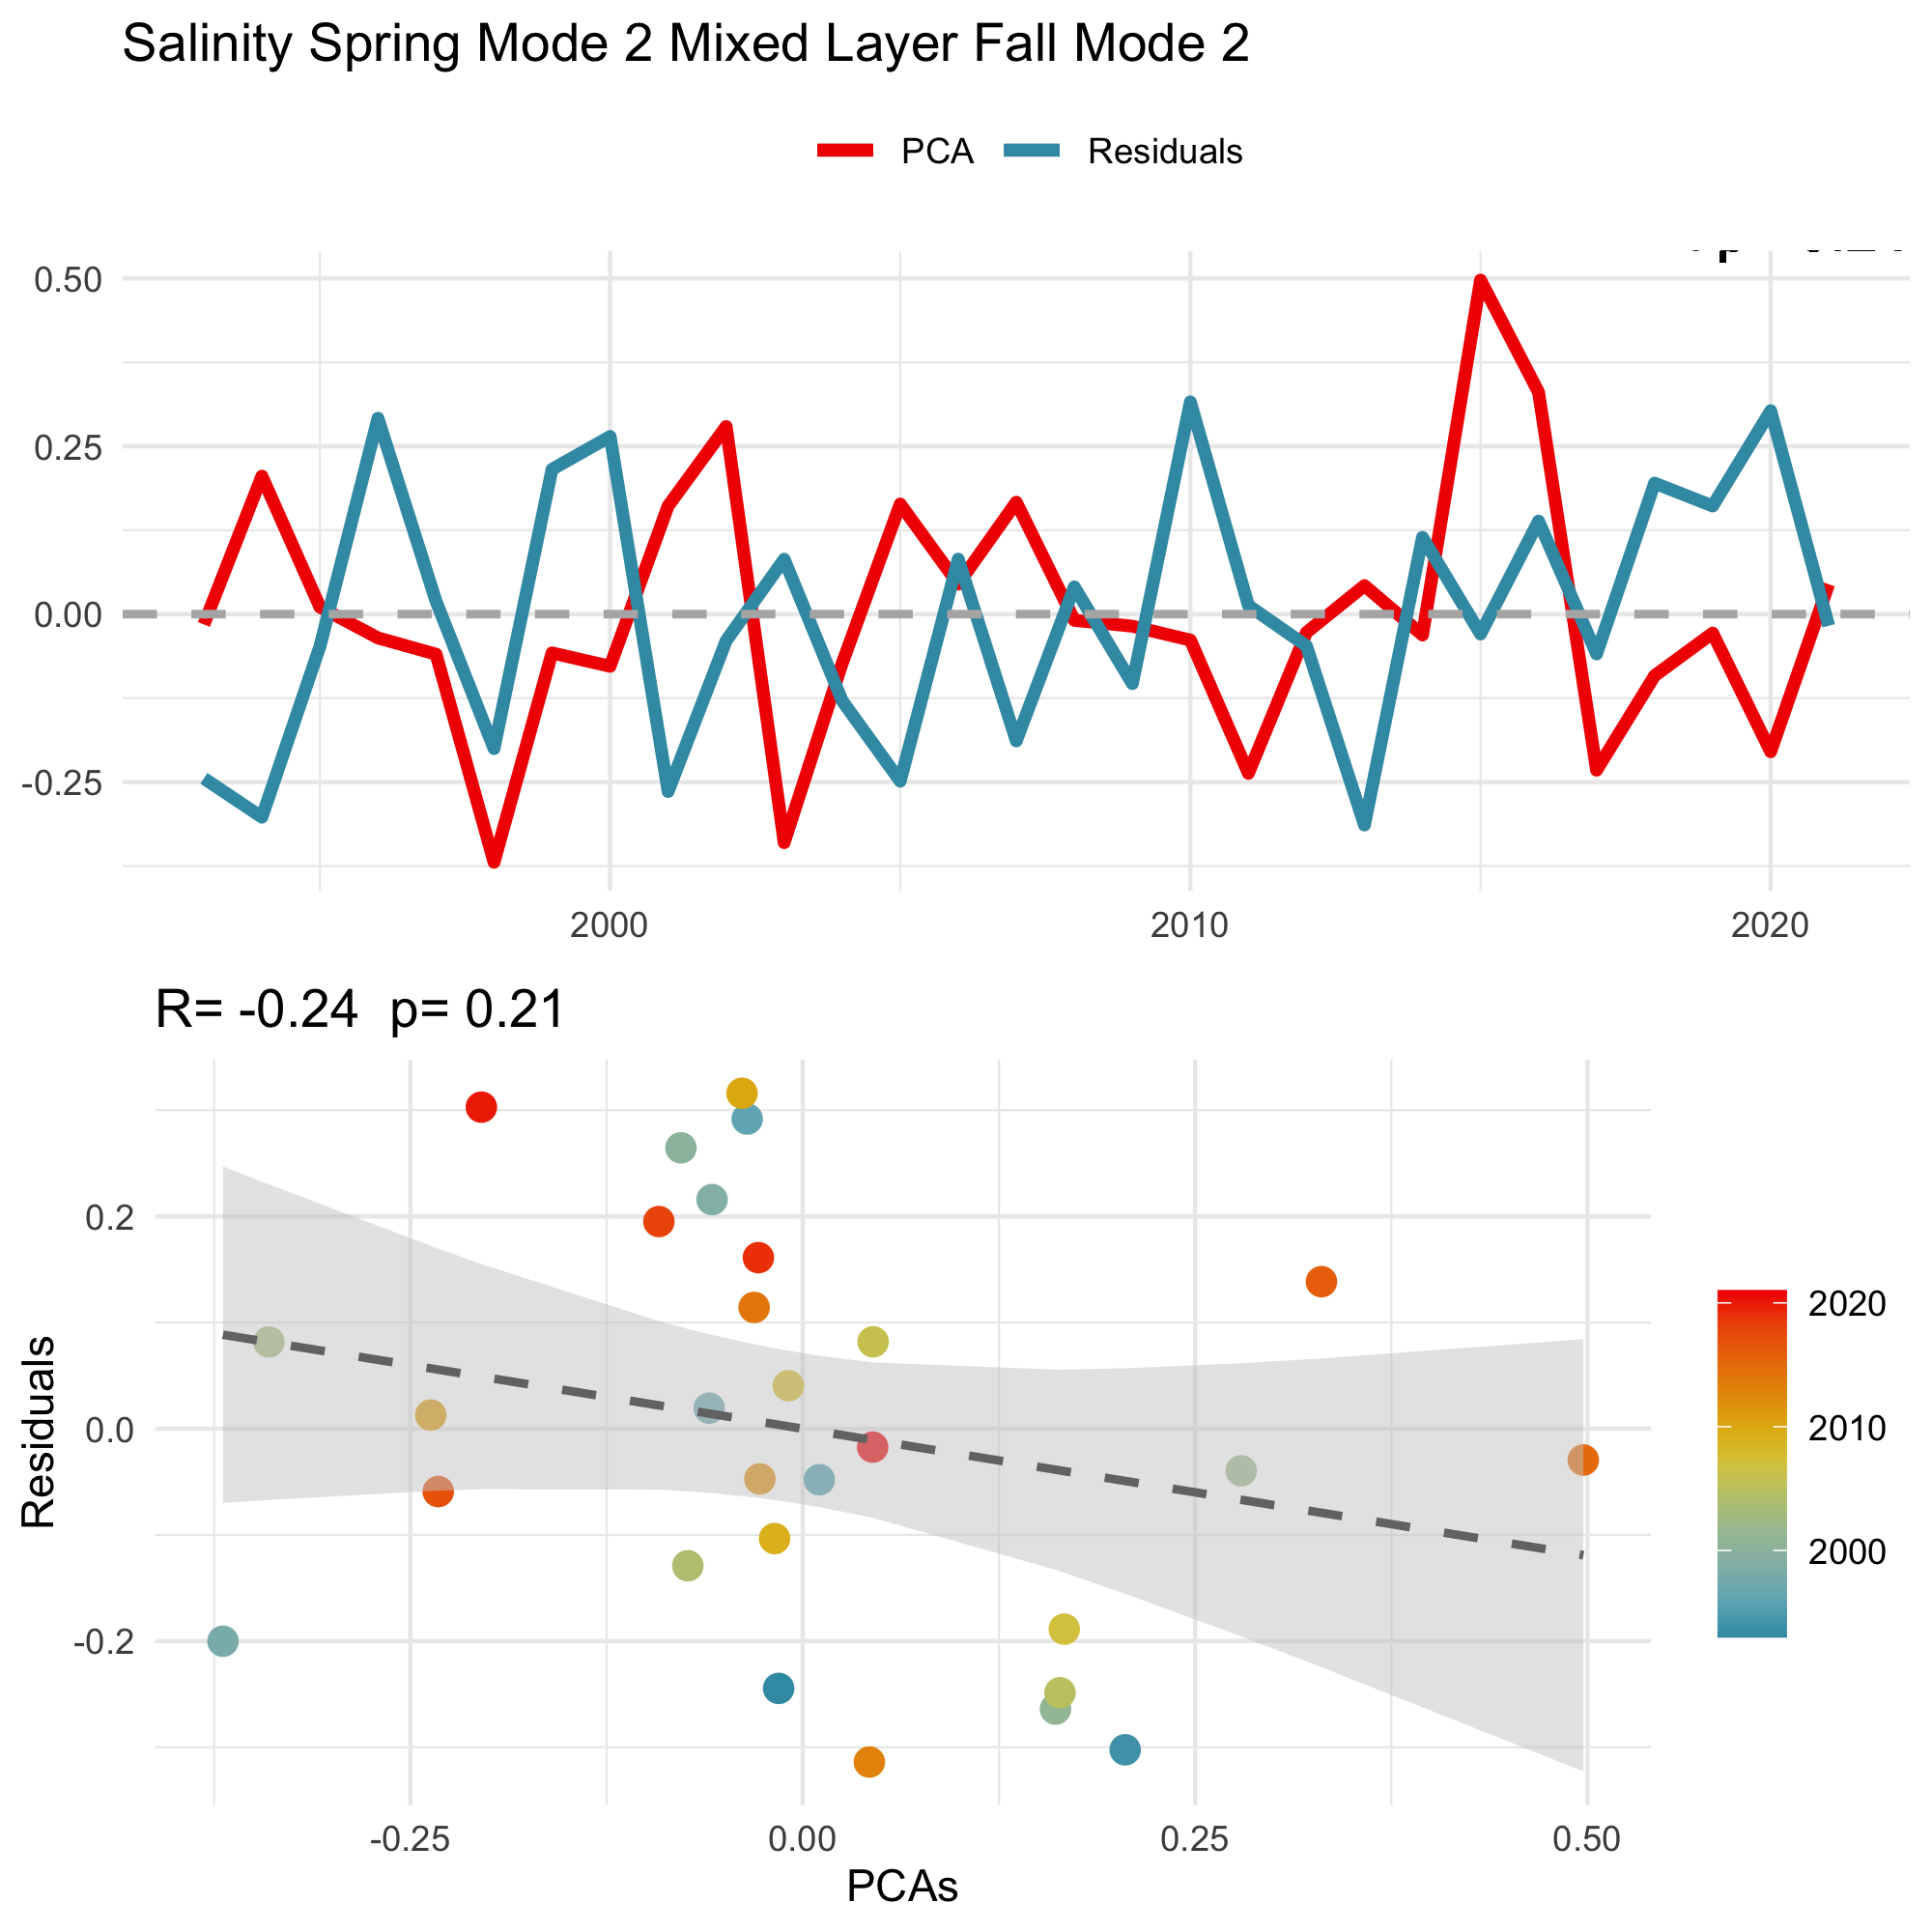 Salinity Spring Mode 2 Mixed Layer Fall Mode 2
PCA Residuals
0.50
0.25
0.00
-0.25
2000 2010 2020
R= -0.24 p= 0.21
Residuals
0.2
0.0
-0.2
-0.25 0.00 0.25 0.50
PCAs
2020
2010
2000